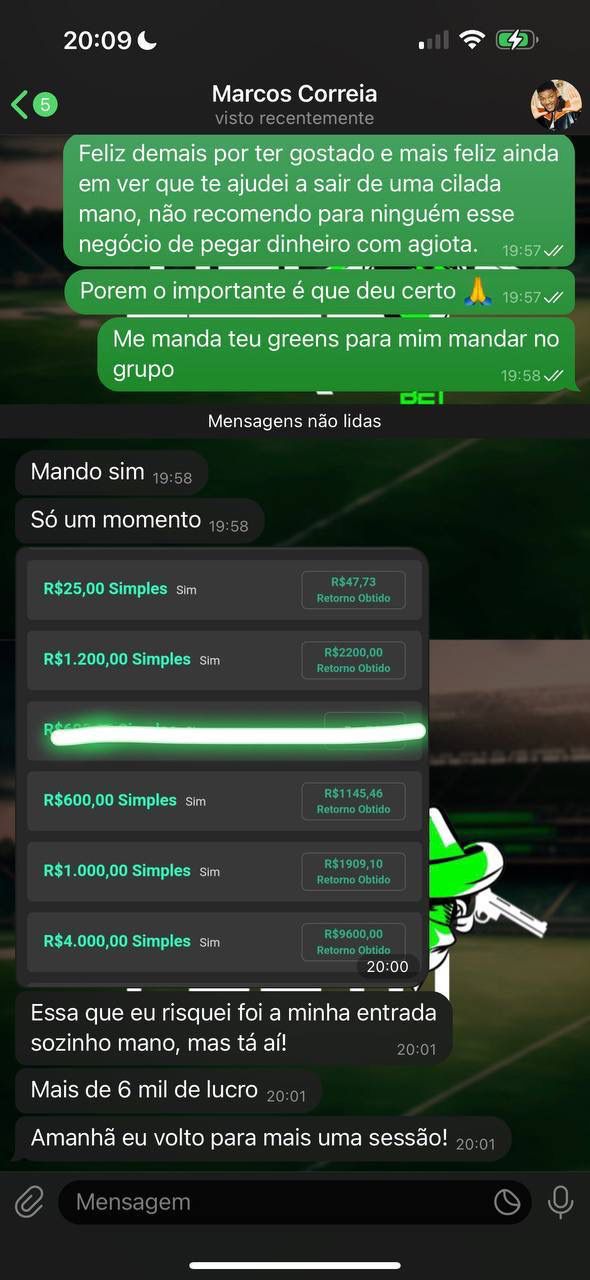 20:09
5
Marcos Correia
visto recentemente
Feliz demais por ter gostado e mais feliz ainda
em ver que te ajudei a sair de uma cilada
mano, não recomendo para ninguém esse
negócio de pegar dinheiro com agiota. 19:57
Porem o importante é que deu certo 🙏 19:57
Me manda teu greens para mim mandar no
grupo 19:58
BET
Mensagens não lidas
Mando sim 19:58
Só um momento 19:58
R$25,00 Simples Sim R$47,73
Retorno Obtido
R$1.200,00 Simples Sim R$2200,00
Retorno Obtido
R$600,00 Simples Sim R$1145,46
Retorno Obtido
R$1.000,00 Simples Sim R$1909,10
Retorno Obtido
R$4.000,00 Simples Sim R$9600,00
Retorno Obtido
20:00
Essa que eu risquei foi a minha entrada
sozinho mano, mas tá aí! 20:01
Mais de 6 mil de lucro 20:01
Amanhã eu volto para mais uma sessão! 20:01
Mensagem